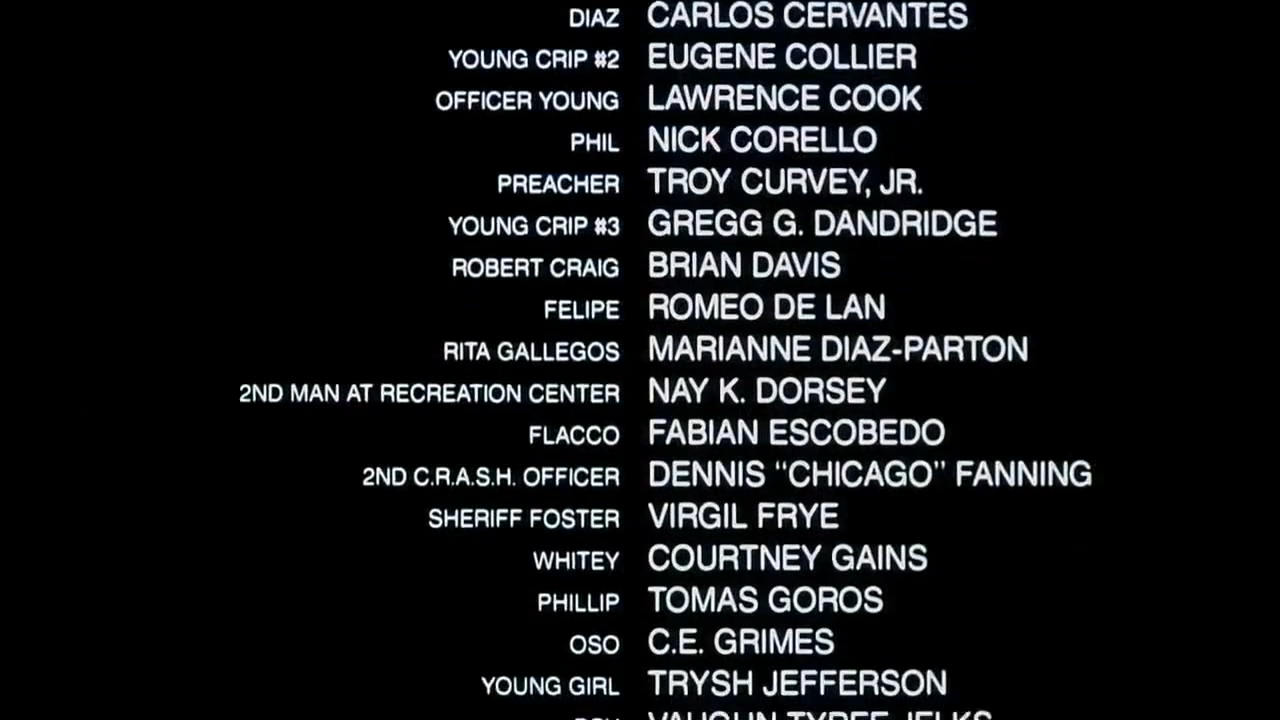 DIAZ CARLOS CERVANTES
YOUNG CRIP #2 EUGENE COLLIER
OFFICER YOUNG LAWRENCE COOK
PHIL NICK CORELLO
PREACHER TROY CURVEY, JR.
YOUNG CRIP #3 GREGG G. DANDRIDGE
ROBERT CRAIG BRIAN DAVIS
FELIPE ROMEO DE LAN
RITA GALLEGOS MARIANNE DIAZ-PARTON
2ND MAN AT RECREATION CENTER NAY K. DORSEY
FLACCO FABIAN ESCOBEDO
2ND C.R.A.S.H. OFFICER DENNIS "CHICAGO" FANNING
SHERIFF FOSTER VIRGIL FRYE
WHITEY COURTNEY GAINS
PHILLIP TOMAS GOROS
OSO C.E. GRIMES
YOUNG GIRL TRYSH JEFFERSON
VAUGHN TYREE JELKS